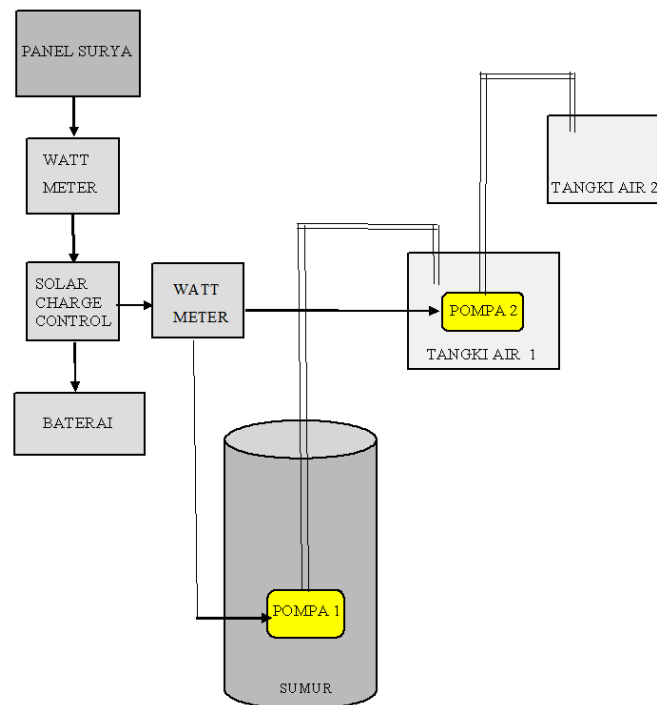 PANEL SURYA
WATT
METER
SOLAR
CHARGE
CONTROL
BATERAI
WATT
METER
TANGKI AIR 2
POMPA 2
TANGKI AIR 1
POMPA 1
SUMUR